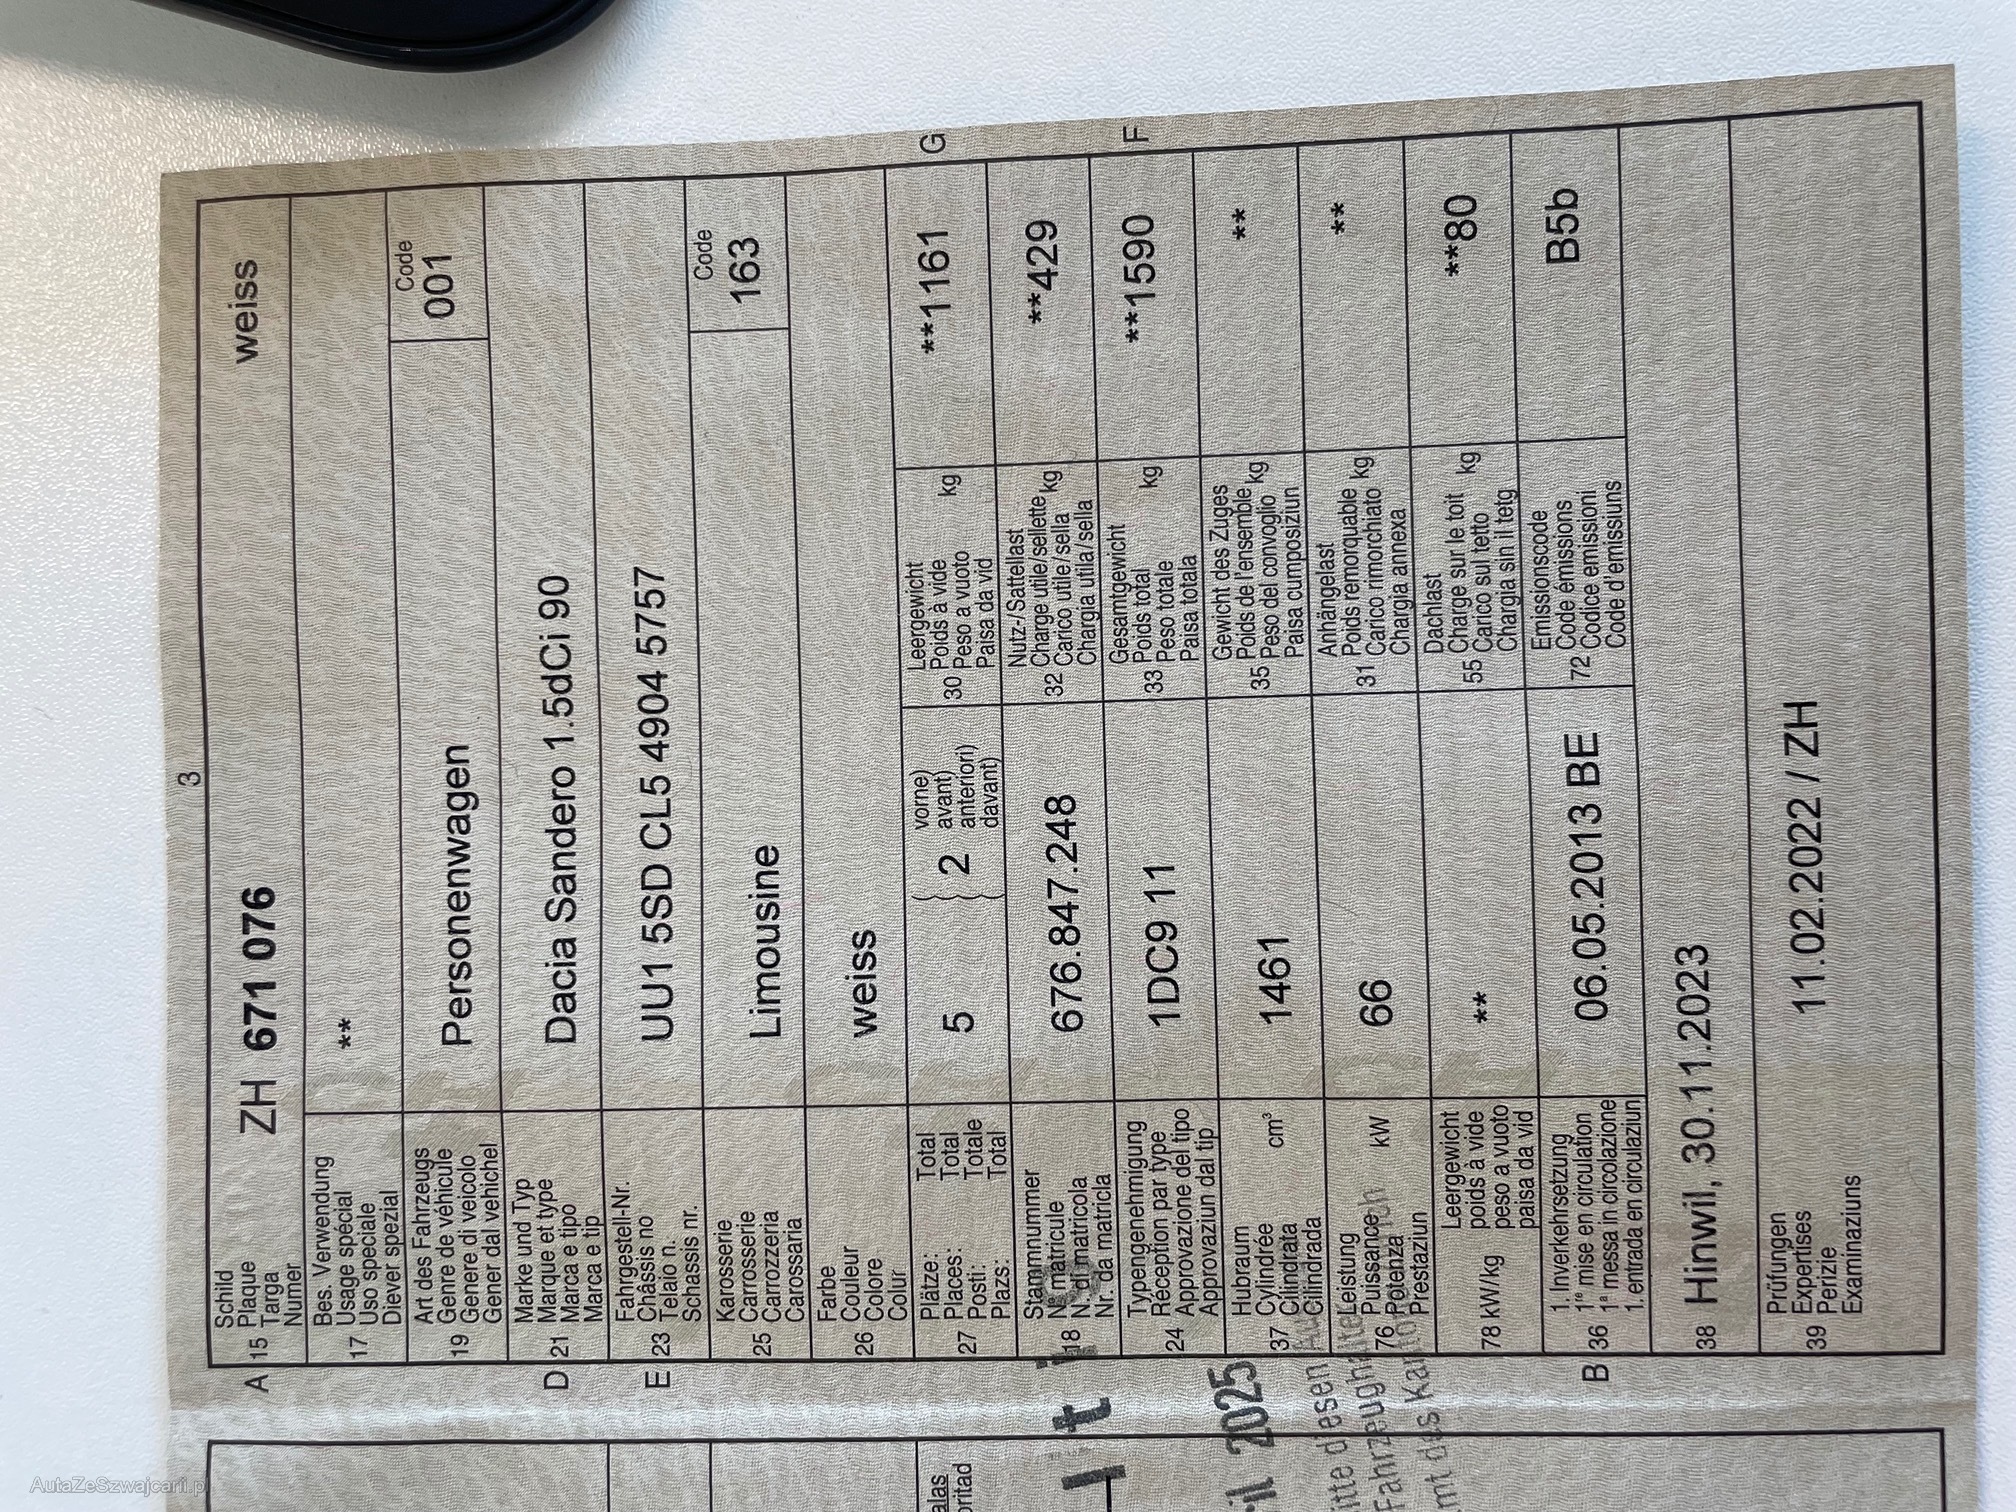 3
A 15 Schild
Plaque
Targa
Numer
ZH 671 076 weiss
17 Bes. Verwendung
Usage spécial
Uso speciale
Diever spezial
**
19 Art des Fahrzeugs
Genre de véhicule
Genere di veicolo
Gener dal vehichel
Personenwagen
Code
001
D 21 Marke und Typ
Marque et type
Marca e tipo
Marca e tip
Dacia Sandero 1.5dCi 90
E 23 Fahrgestell-Nr.
Châssis no
Telaio n.
Schassis nr.
UU1 5SD CL5 4904 5757
25 Karosserie
Carrosserie
Carrozzeria
Carossaria
Limousine
Code
163
26 Farbe
Couleur
Colore
Colur
weiss
27 Plätze: Total
Places: Total
Posti: Totale
Plazs: Total
5
2
vorne)
avant)
anteriori)
davant)
30 Leergewicht
Poids à vide
Peso a vuoto
Paisa da vid
kg
**1161
G
18 Stammnummer
No matricule
N. di matricola
Nr. da matricla
676.847.248
32 Nutz-/Sattellast
Charge utile/sellette
Carico utile/sella
Chargia utila/sella
kg
**429
24 Typengenehmigung
Réception par type
Approvazione del tipo
Approvaziun dal tip
1DC9 11
33 Gesamtgewicht
Poids total
Peso totale
Paisa totala
kg
**1590
F
37 Hubraum
Cylindrée
Cilindrata
Cilindrada
cm³
1461
35 Gewicht des Zuges
Poids de l'ensemble
Peso del convoglio
Paisa cumposiziun
kg
**
76 Leistung
Puissance
Potenza
Prestaziun
kW
66
31 Anhängelast
Poids remorquable
Carico rimorchiato
Chargia annexa
kg
**
78 kW/kg
Leergewicht
poids à vide
peso a vuoto
paisa da vid
**
55 Dachlast
Charge sur le toit
Carico sul tetto
Chargia sin il tetg
kg
**80
B 36 1. Inverkehrsetzung
1re mise en circulation
1a messa in circolazione
1. entrada en circulaziun
06.05.2013 BE
72 Emissionscode
Code émissions
Codice emissioni
Code d'emissiuns
B5b
38 Hinwil, 30.11.2023
39 Prüfungen
Expertises
Perizie
Examinaziuns
11.02.2022 / ZH
alas
oritad
il 2025
itte diesen
Fahrzeughalte
mt des Kanto
AutaZeSzwajcarii.pl